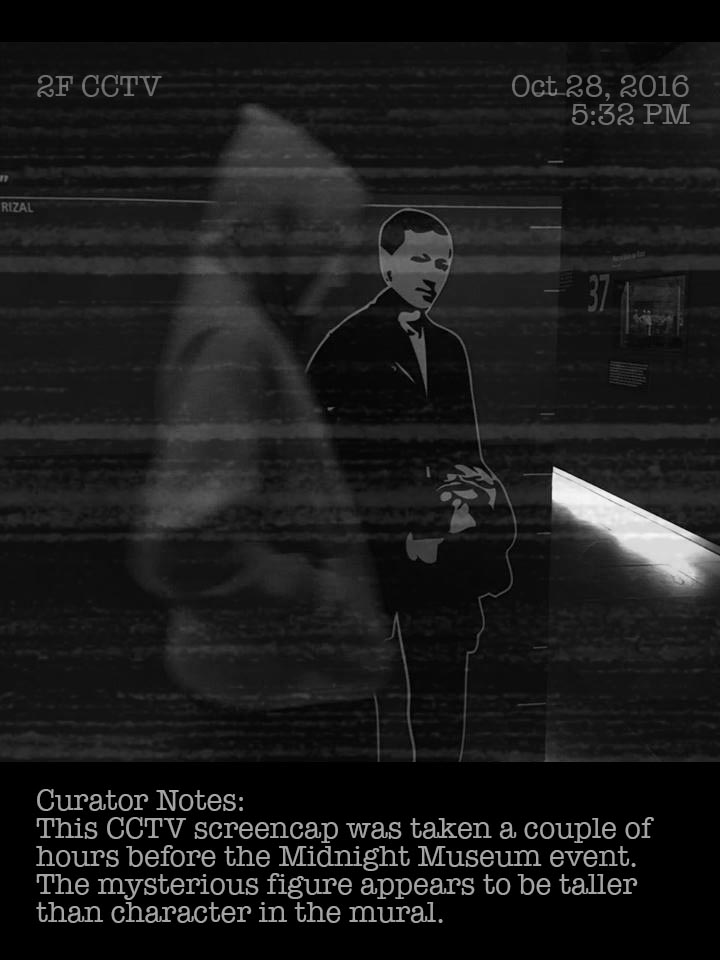 2F CCTV
Oct 28, 2016
5:32 PM
”
RIZAL
37
Curator Notes:
This CCTV screencap was taken a couple of
hours before the Midnight Museum event.
The mysterious figure appears to be taller
than character in the mural.